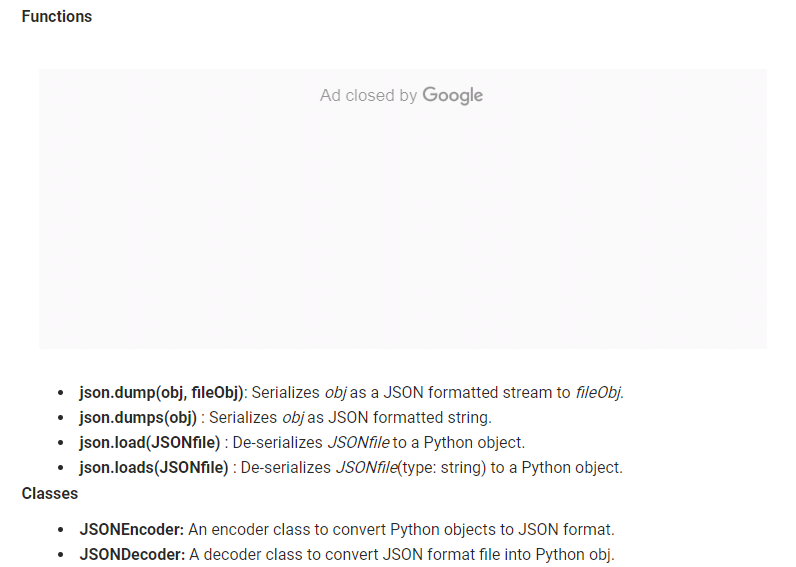 Functions
Ad closed by Google
• json.dump(obj, fileObj): Serializes obj as a JSON formatted stream to fileObj.
• json.dumps(obj) : Serializes obj as JSON formatted string.
• json.load(JSONfile) : De-serializes JSONfile to a Python object.
• json.loads(JSONfile) : De-serializes JSONfile(type: string) to a Python object.
Classes
• JSONEncoder: An encoder class to convert Python objects to JSON format.
• JSONDecoder: A decoder class to convert JSON format file into Python obj.